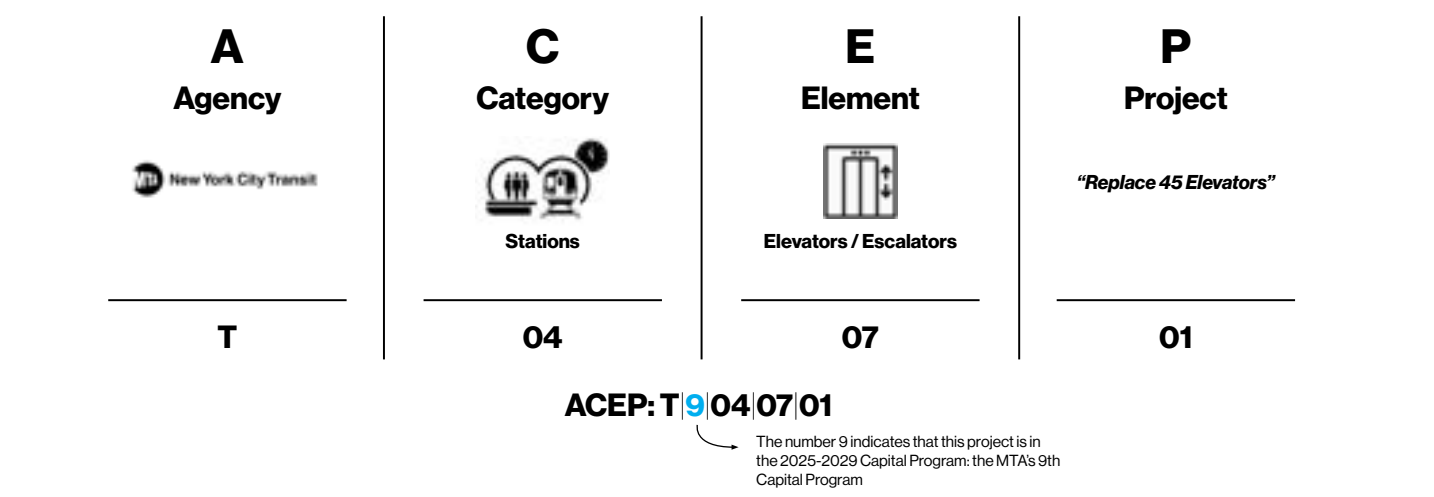 A
Agency
MTA New York City Transit
T
C
Category
Stations
04
E
Element
Elevators / Escalators
07
P
Project
“Replace 45 Elevators”
01
ACEP: T|9|04|07|01
The number 9 indicates that this project is in
the 2025-2029 Capital Program: the MTA’s 9th
Capital Program